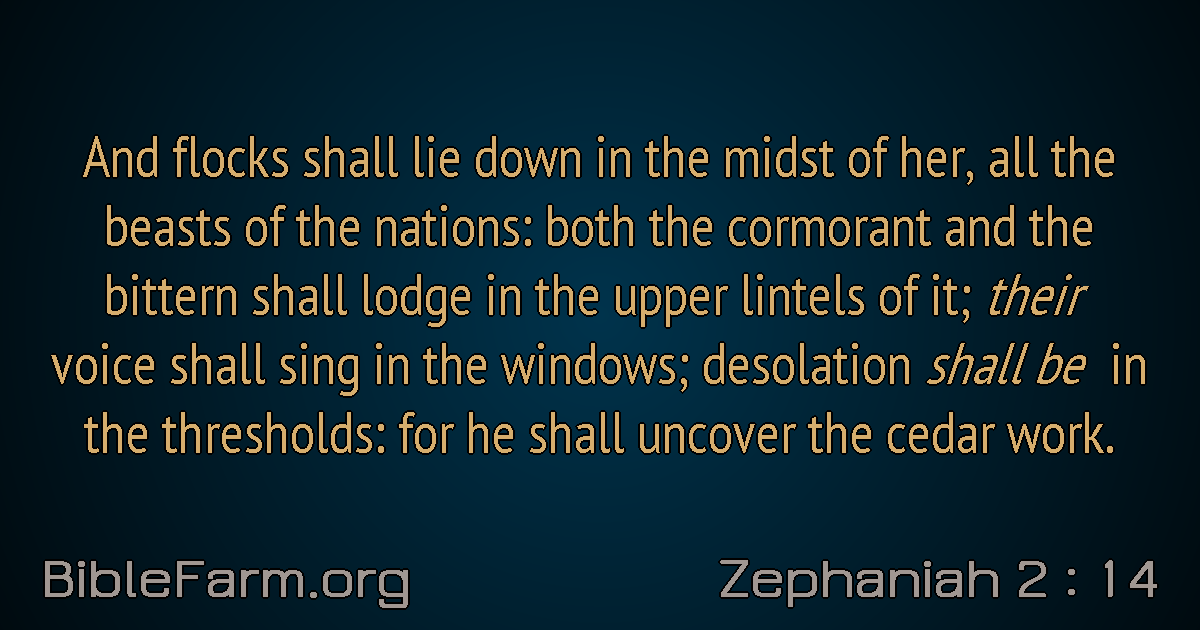 And flocks shall lie down in the midst of her, all the
beasts of the nations: both the cormorant and the
bittern shall lodge in the upper lintels of it; their
voice shall sing in the windows; desolation shall be in
the thresholds: for he shall uncover the cedar work.
BibleFarm.org
Zephaniah 2 : 14